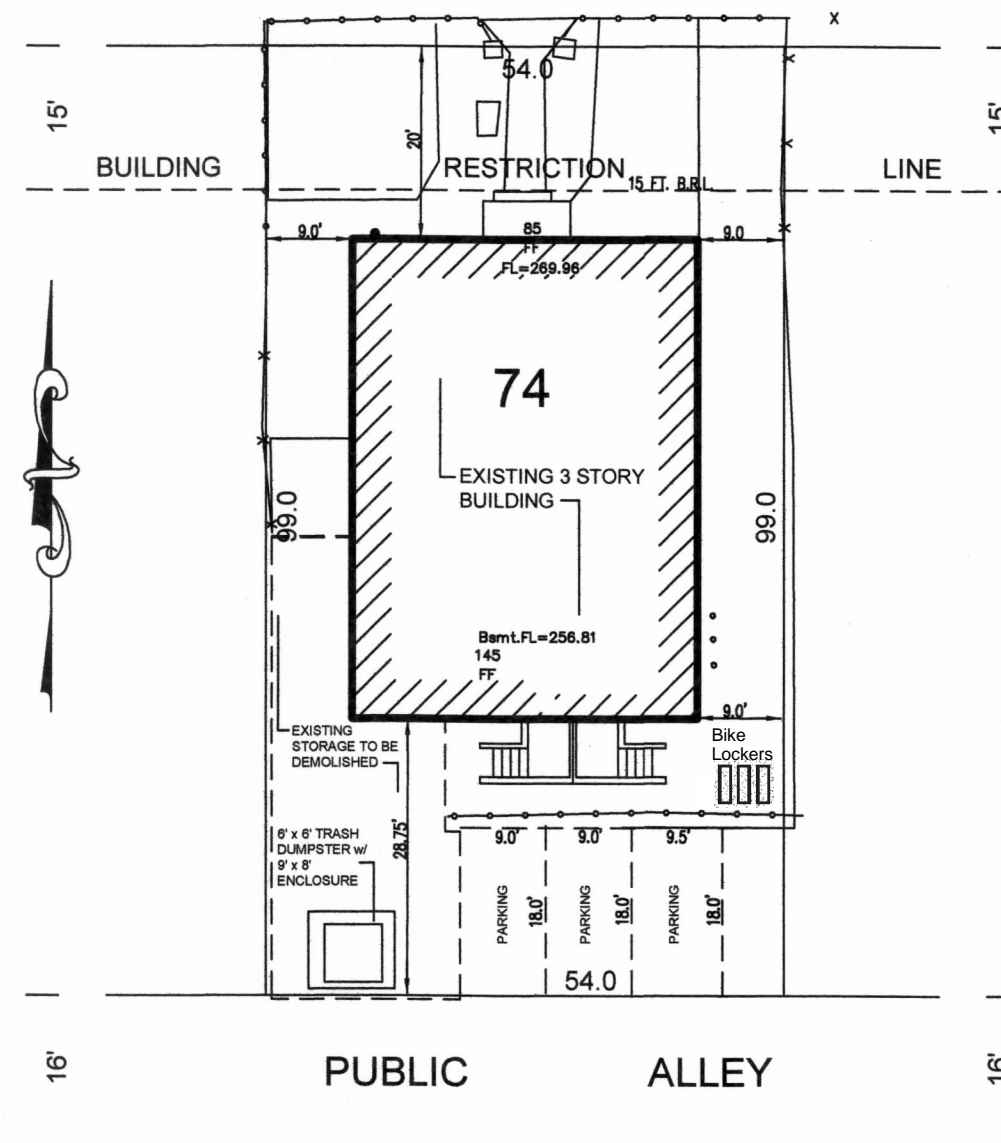 X
54.0
15'
15'
20'
BUILDING RESTRICTION LINE
15 FT. B.R.L.
9.0'
9.0
85
FF
FL=269.96
74
EXISTING 3 STORY
BUILDING
99.0
99.0
Bsmt.FL=256.81
145
FF
9.0'
EXISTING
STORAGE TO BE
DEMOLISHED
Bike
Lockers
28.75'
6' x 6' TRASH
DUMPSTER w/
9' x 8'
ENCLOSURE
9.0'
9.0'
9.5'
PARKING
18.0'
PARKING
18.0'
PARKING
18.0'
54.0
16'
PUBLIC ALLEY
16'